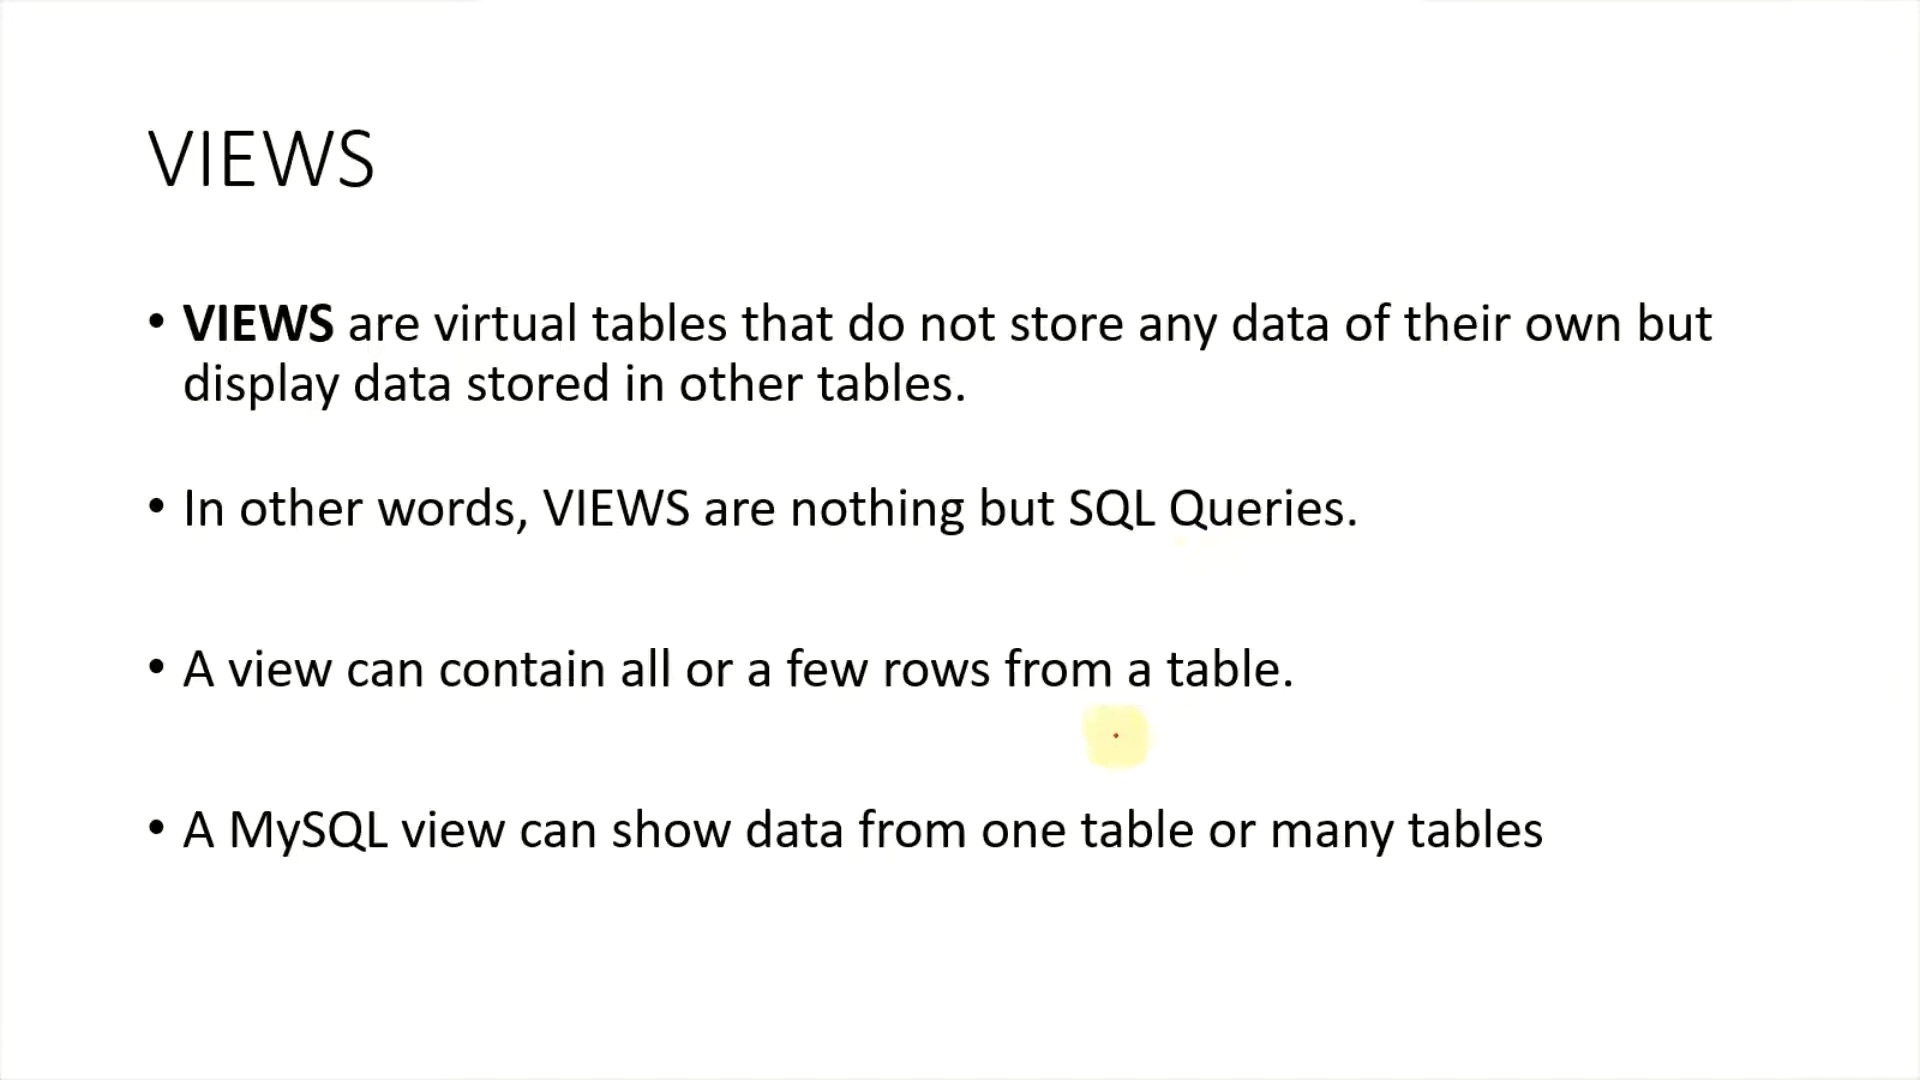 VIEWS
• VIEWS are virtual tables that do not store any data of their own but
display data stored in other tables.
• In other words, VIEWS are nothing but SQL Queries.
• A view can contain all or a few rows from a table.
• A MySQL view can show data from one table or many tables